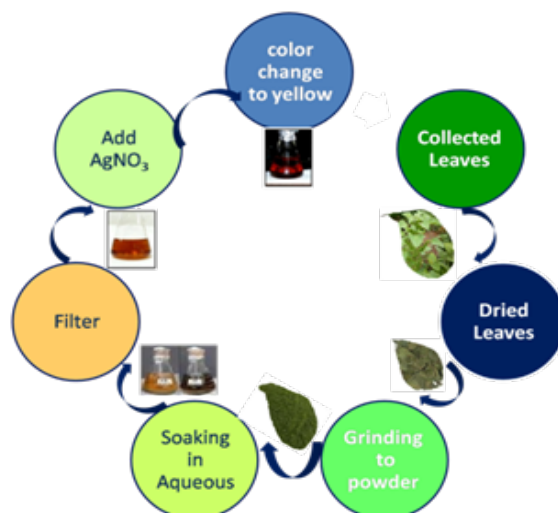 color
change
to yellow
Collected
Leaves
Dried
Leaves
Grinding
to
powder
Soaking
in
Aqueous
Filter
Add
AgNO₃